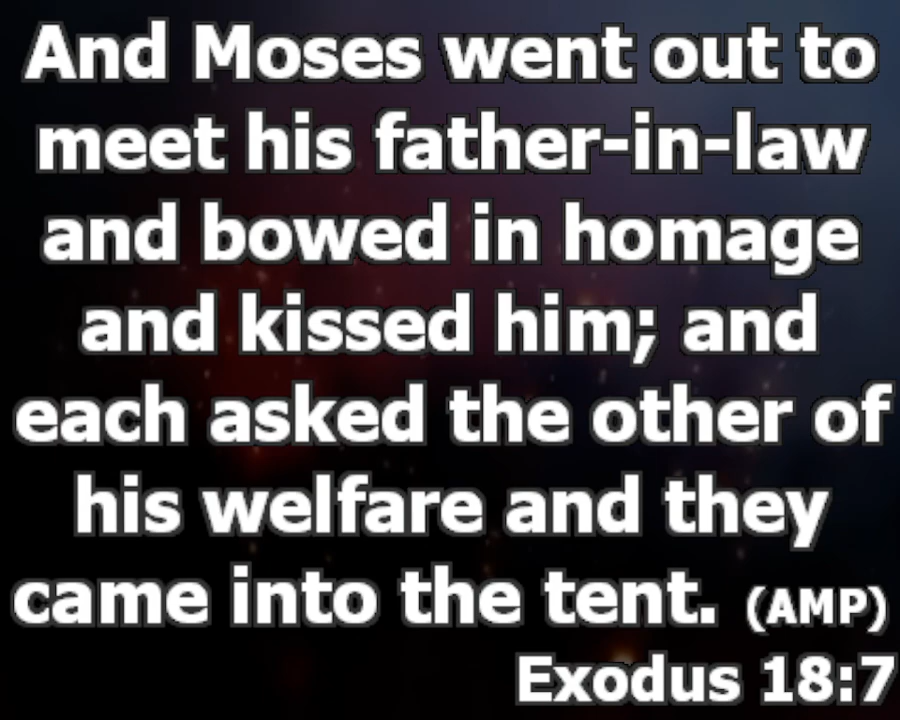 And Moses went out to
meet his father-in-law
and bowed in homage
and kissed him; and
each asked the other of
his welfare and they
came into the tent. (AMP)
Exodus 18:7